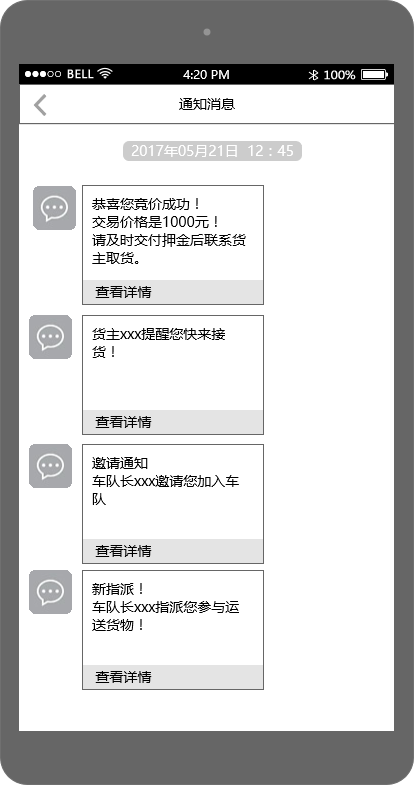 BELL 4:20 PM 100%
通知消息
2017年05月21日 12：45
恭喜您竞价成功！
交易价格是1000元！
请及时交付押金后联系货
主取货。
查看详情
货主xxx提醒您快来接
货！
查看详情
邀请通知
车队长xxx邀请您加入车
队
查看详情
新指派！
车队长xxx指派您参与运
送货物！
查看详情